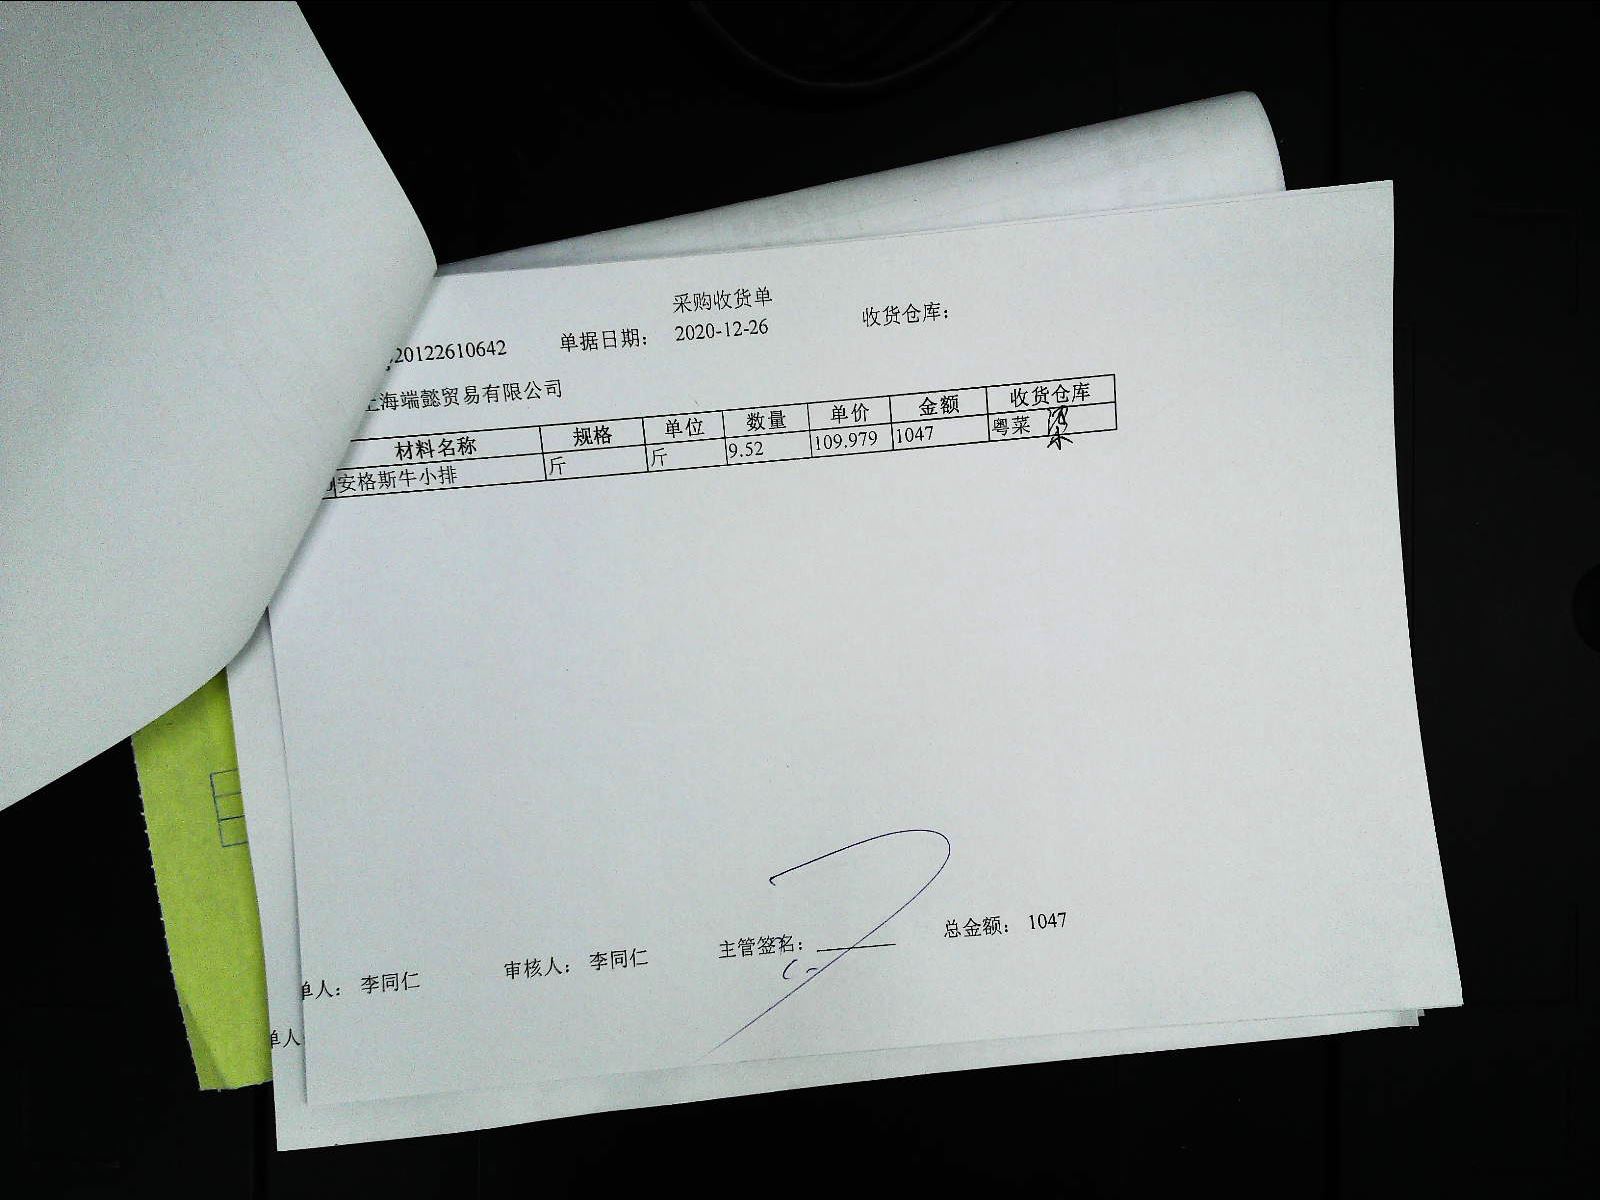 采购收货单
20122610642 单据日期： 2020-12-26 收货仓库：
上海端懿贸易有限公司
材料名称 规格 单位 数量 单价 金额 收货仓库
安格斯牛小排 斤 斤 9.52 109.979 1047 粤菜
单人： 李同仁 审核人： 李同仁 主管签名： 总金额： 1047
单人